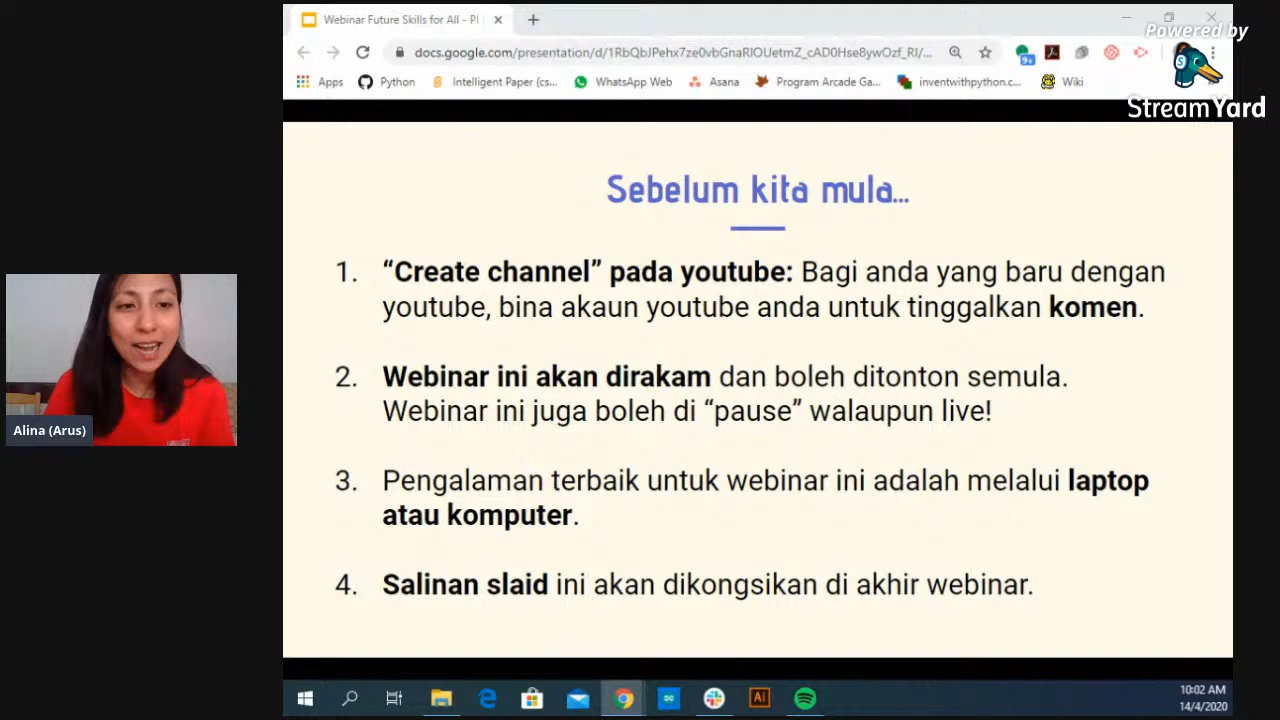 Webinar Future Skills for All - Pl
docs.google.com/presentation/d/1RbQbJPehx7ze0vbGnaRlOUetmZ_cAD0Hse8ywOzf_RI/...
Powered by
StreamYard
Apps
Python
Intelligent Paper (cs...
WhatsApp Web
Asana
Program Arcade Ga...
inventwithpython.c...
Wiki
9+
Sebelum kita mula...
1. “Create channel” pada youtube: Bagi anda yang baru dengan
youtube, bina akaun youtube anda untuk tinggalkan komen.
2. Webinar ini akan dirakam dan boleh ditonton semula.
Webinar ini juga boleh di “pause” walaupun live!
3. Pengalaman terbaik untuk webinar ini adalah melalui laptop
atau komputer.
4. Salinan slaid ini akan dikongsikan di akhir webinar.
Alina (Arus)
Ai
10:02 AM
14/4/2020